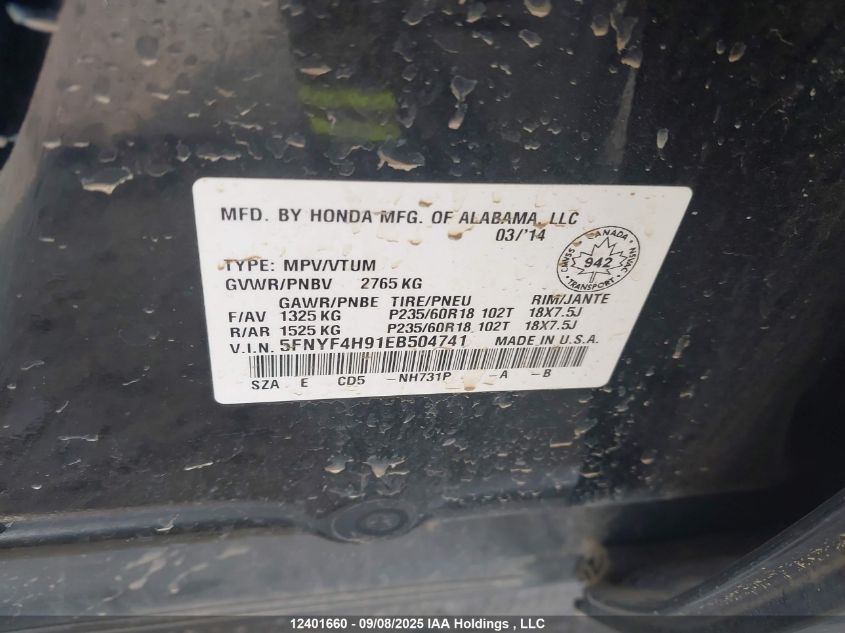 MFD. BY HONDA MFG. OF ALABAMA, LLC
03/'14
CANADA
CMVSS 942 NSVAC
TRANSPORT
TYPE: MPV/VTUM
GVWR/PNBV 2765 KG
GAWR/PNBE TIRE/PNEU RIM/JANTE
F/AV 1325 KG P235/60R18 102T 18X7.5J
R/AR 1525 KG P235/60R18 102T 18X7.5J
V.I.N. 5FNYF4H91EB504741 MADE IN U.S.A.
SZA E CD5 -NH731P -A -B
12401660 - 09/08/2025 IAA Holdings , LLC